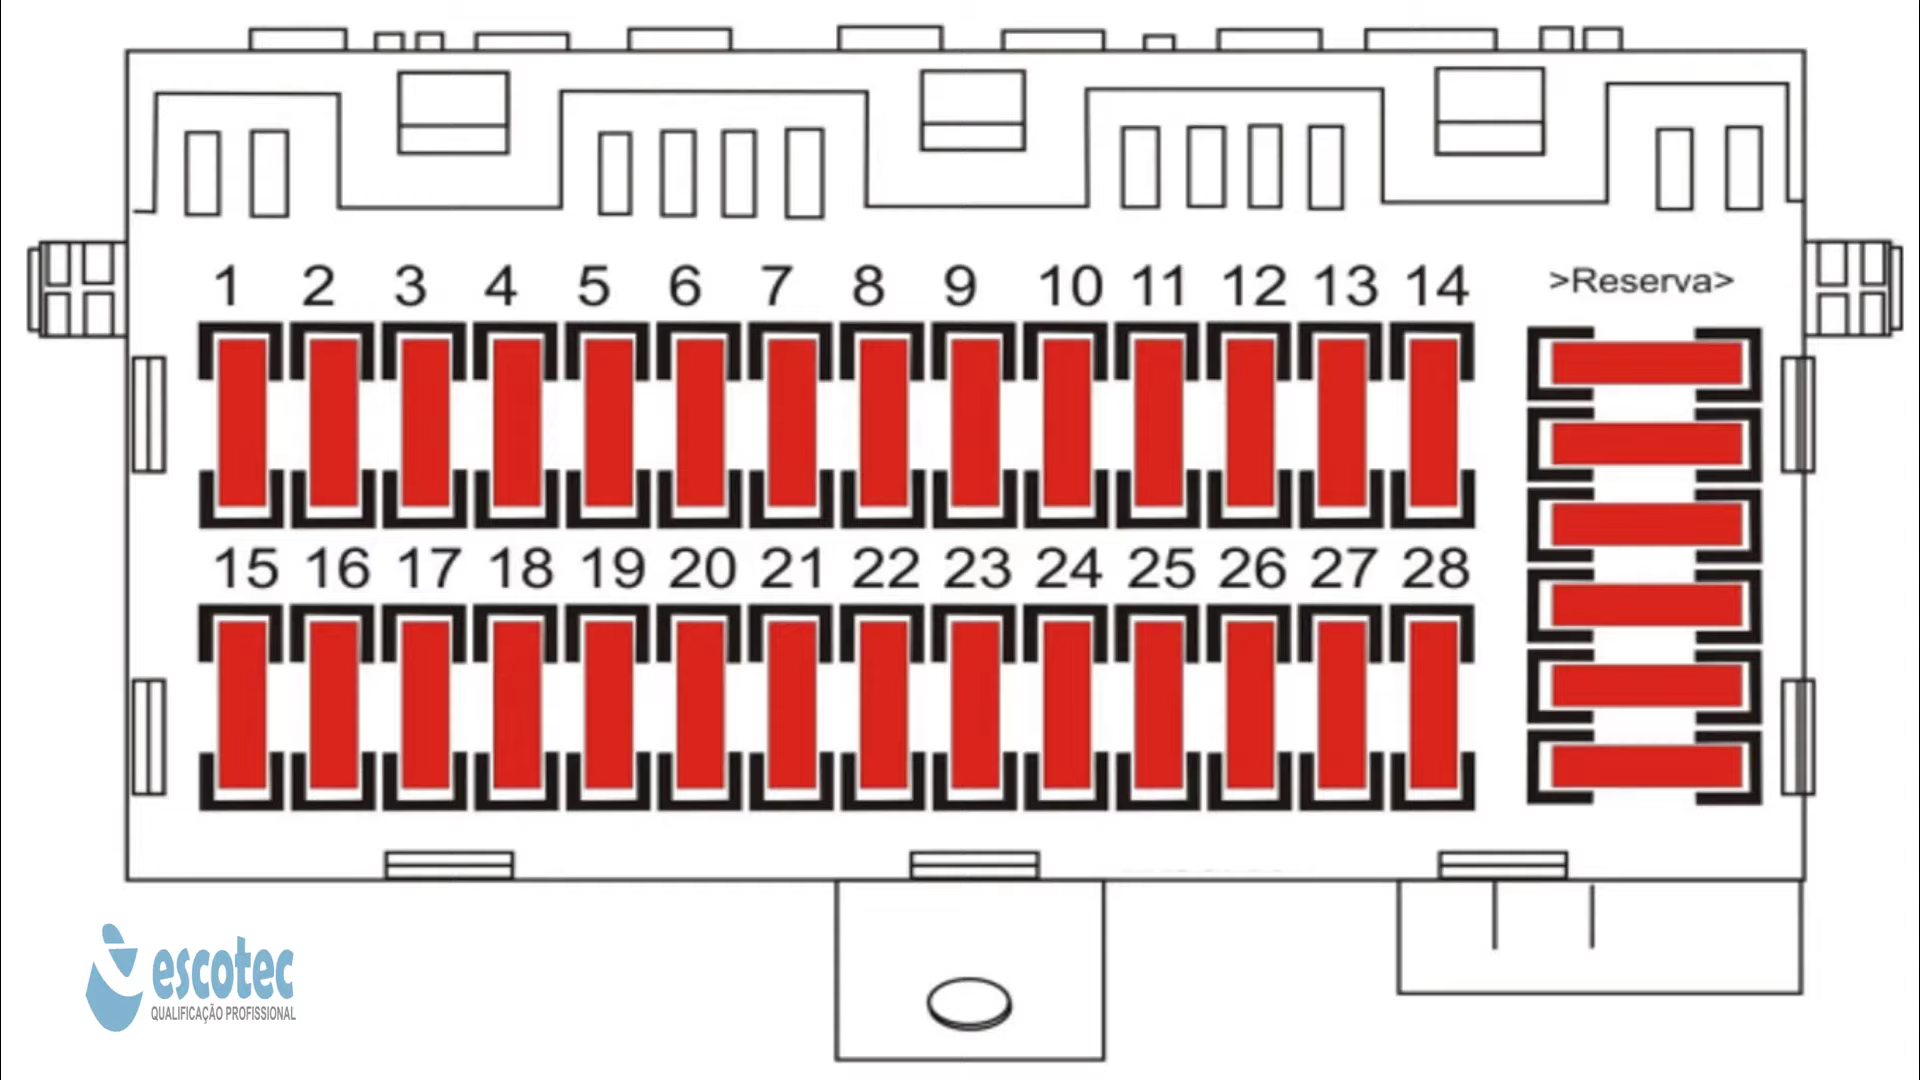 1 2 3 4 5 6 7 8 9 10 11 12 13 14
>Reserva>
15 16 17 18 19 20 21 22 23 24 25 26 27 28
escotec
QUALIFICAÇÃO PROFISSIONAL